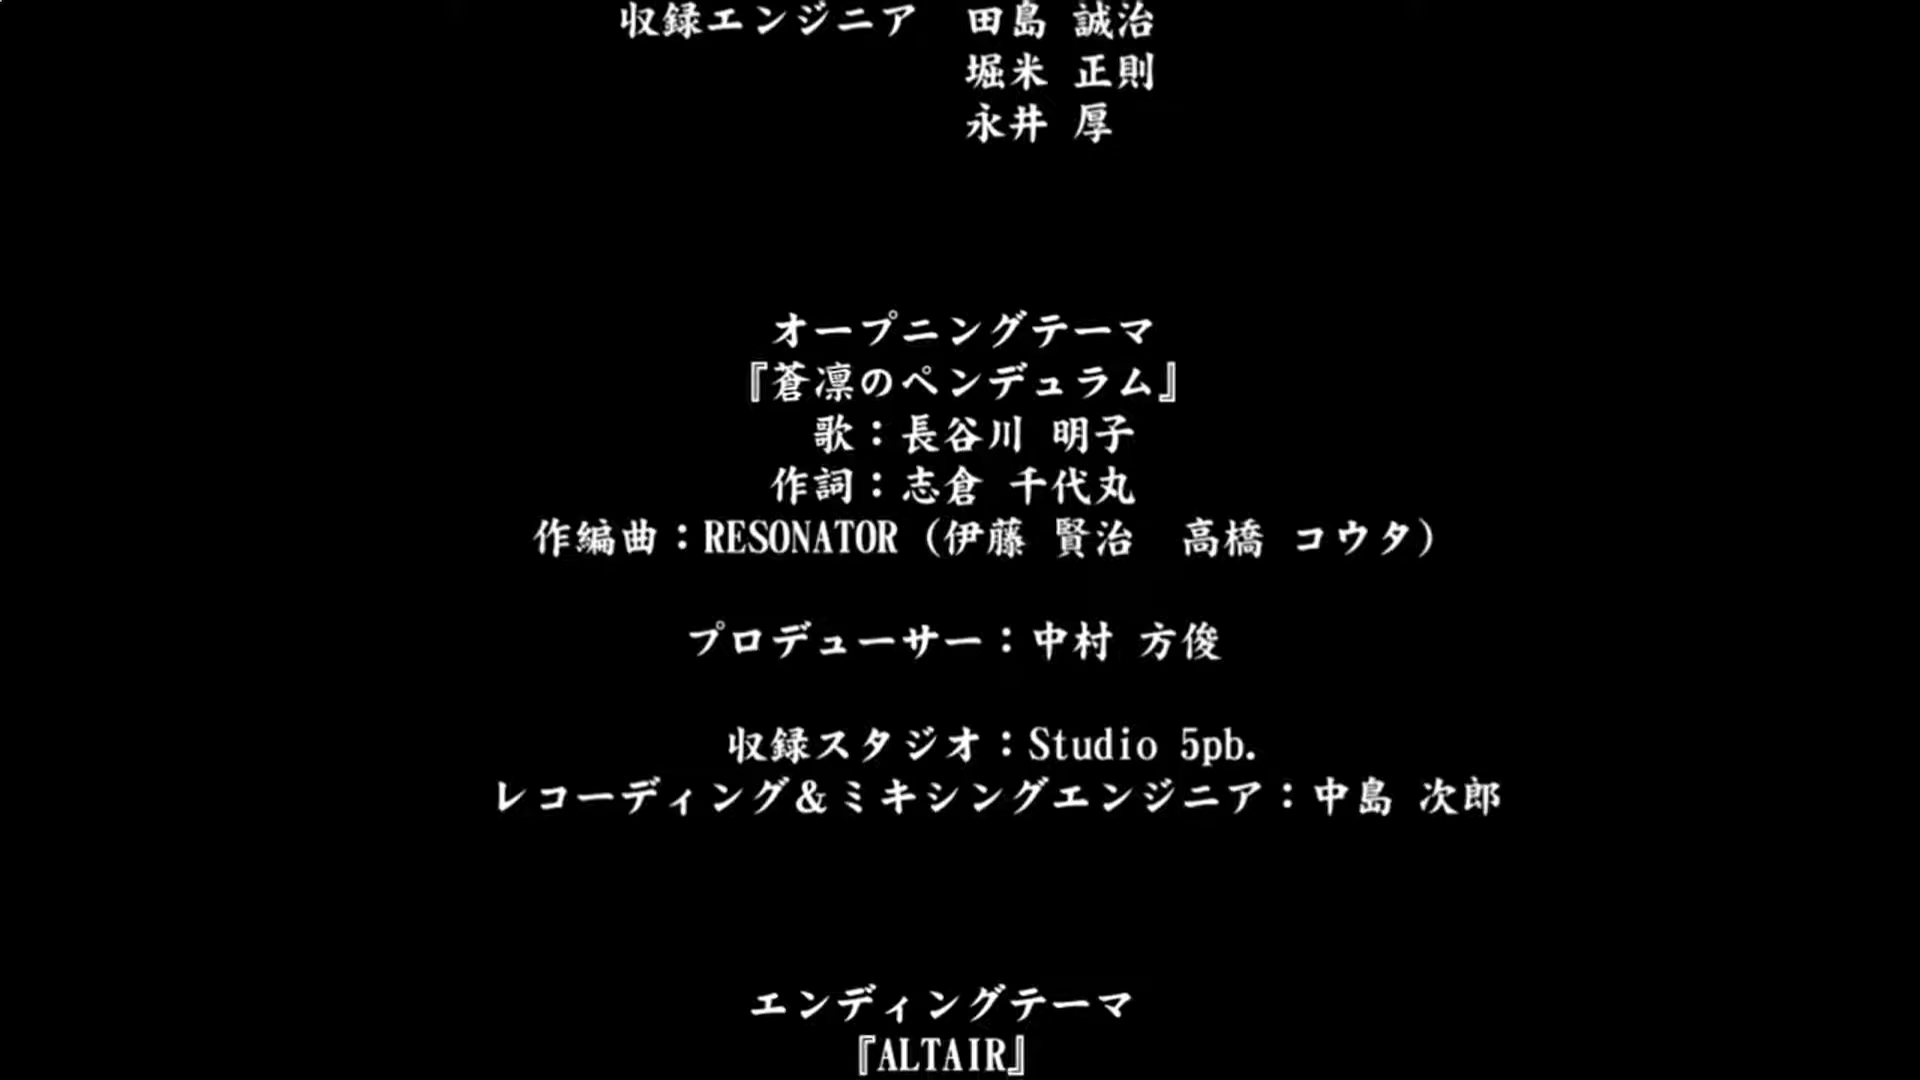 収録エンジニア　田島 誠治
堀米 正則
永井 厚
オープニングテーマ
『蒼凛のペンデュラム』
歌：長谷川 明子
作詞：志倉 千代丸
作編曲：RESONATOR（伊藤 賢治　高橋 コウタ）
プロデューサー：中村 方俊
収録スタジオ：Studio 5pb.
レコーディング＆ミキシングエンジニア：中島 次郎
エンディングテーマ
『ALTAIR』